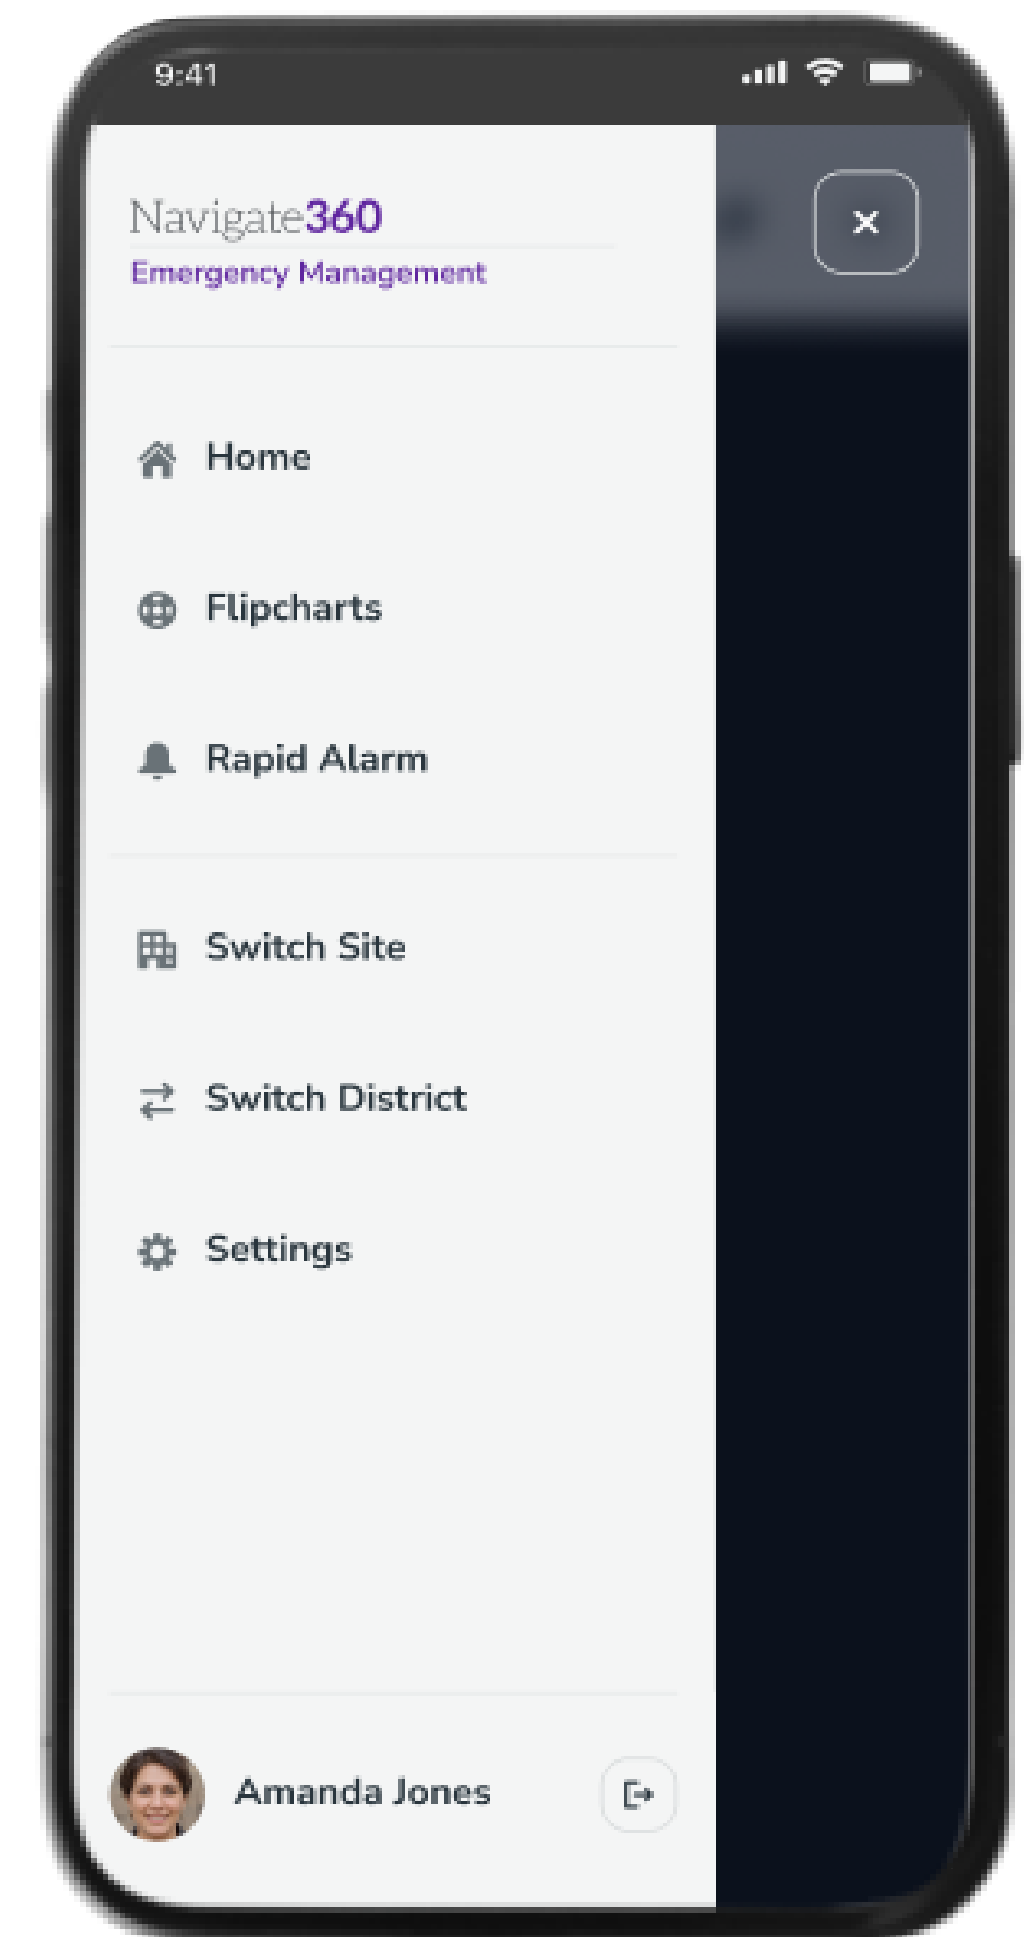 9:41
Navigate360
Emergency Management
Home
Flipcharts
Rapid Alarm
Switch Site
Switch District
Settings
Amanda Jones